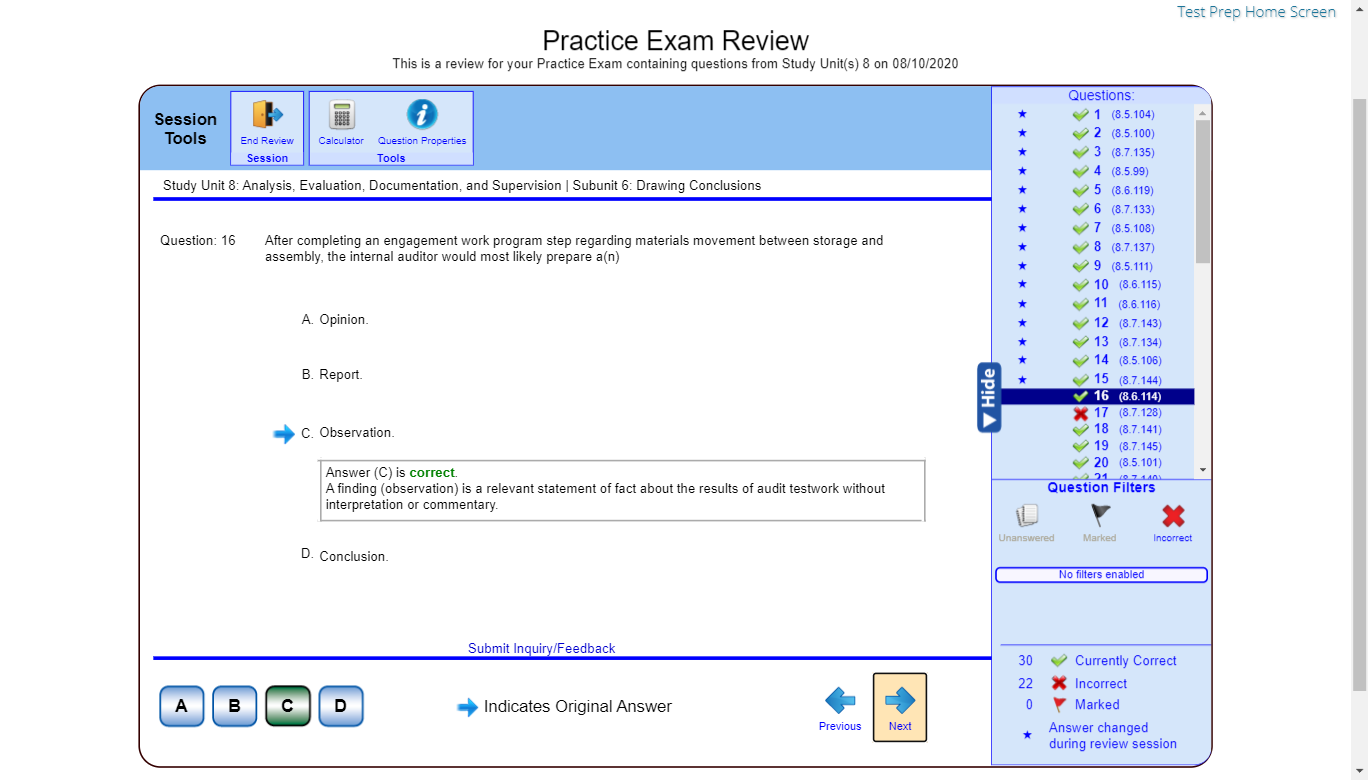 Test Prep Home Screen
Practice Exam Review
This is a review for your Practice Exam containing questions from Study Unit(s) 8 on 08/10/2020
Session
Tools
End Review
Session
Calculator
Question Properties
Tools
Study Unit 8: Analysis, Evaluation, Documentation, and Supervision | Subunit 6: Drawing Conclusions
Question: 16
After completing an engagement work program step regarding materials movement between storage and
assembly, the internal auditor would most likely prepare a(n)
A. Opinion.
B. Report.
C. Observation.
Answer (C) is correct.
A finding (observation) is a relevant statement of fact about the results of audit testwork without
interpretation or commentary.
D. Conclusion.
Submit Inquiry/Feedback
A
B
C
D
Indicates Original Answer
Previous
Next
Hide
Questions:
1 (8.5.104)
2 (8.5.100)
3 (8.7.135)
4 (8.5.99)
5 (8.6.119)
6 (8.7.133)
7 (8.5.108)
8 (8.7.137)
9 (8.5.111)
10 (8.6.115)
11 (8.6.116)
12 (8.7.143)
13 (8.7.134)
14 (8.5.106)
15 (8.7.144)
16 (8.6.114)
17 (8.7.128)
18 (8.7.141)
19 (8.7.145)
20 (8.5.101)
Question Filters
Unanswered
Marked
Incorrect
No filters enabled
30 Currently Correct
22 Incorrect
0 Marked
Answer changed
during review session